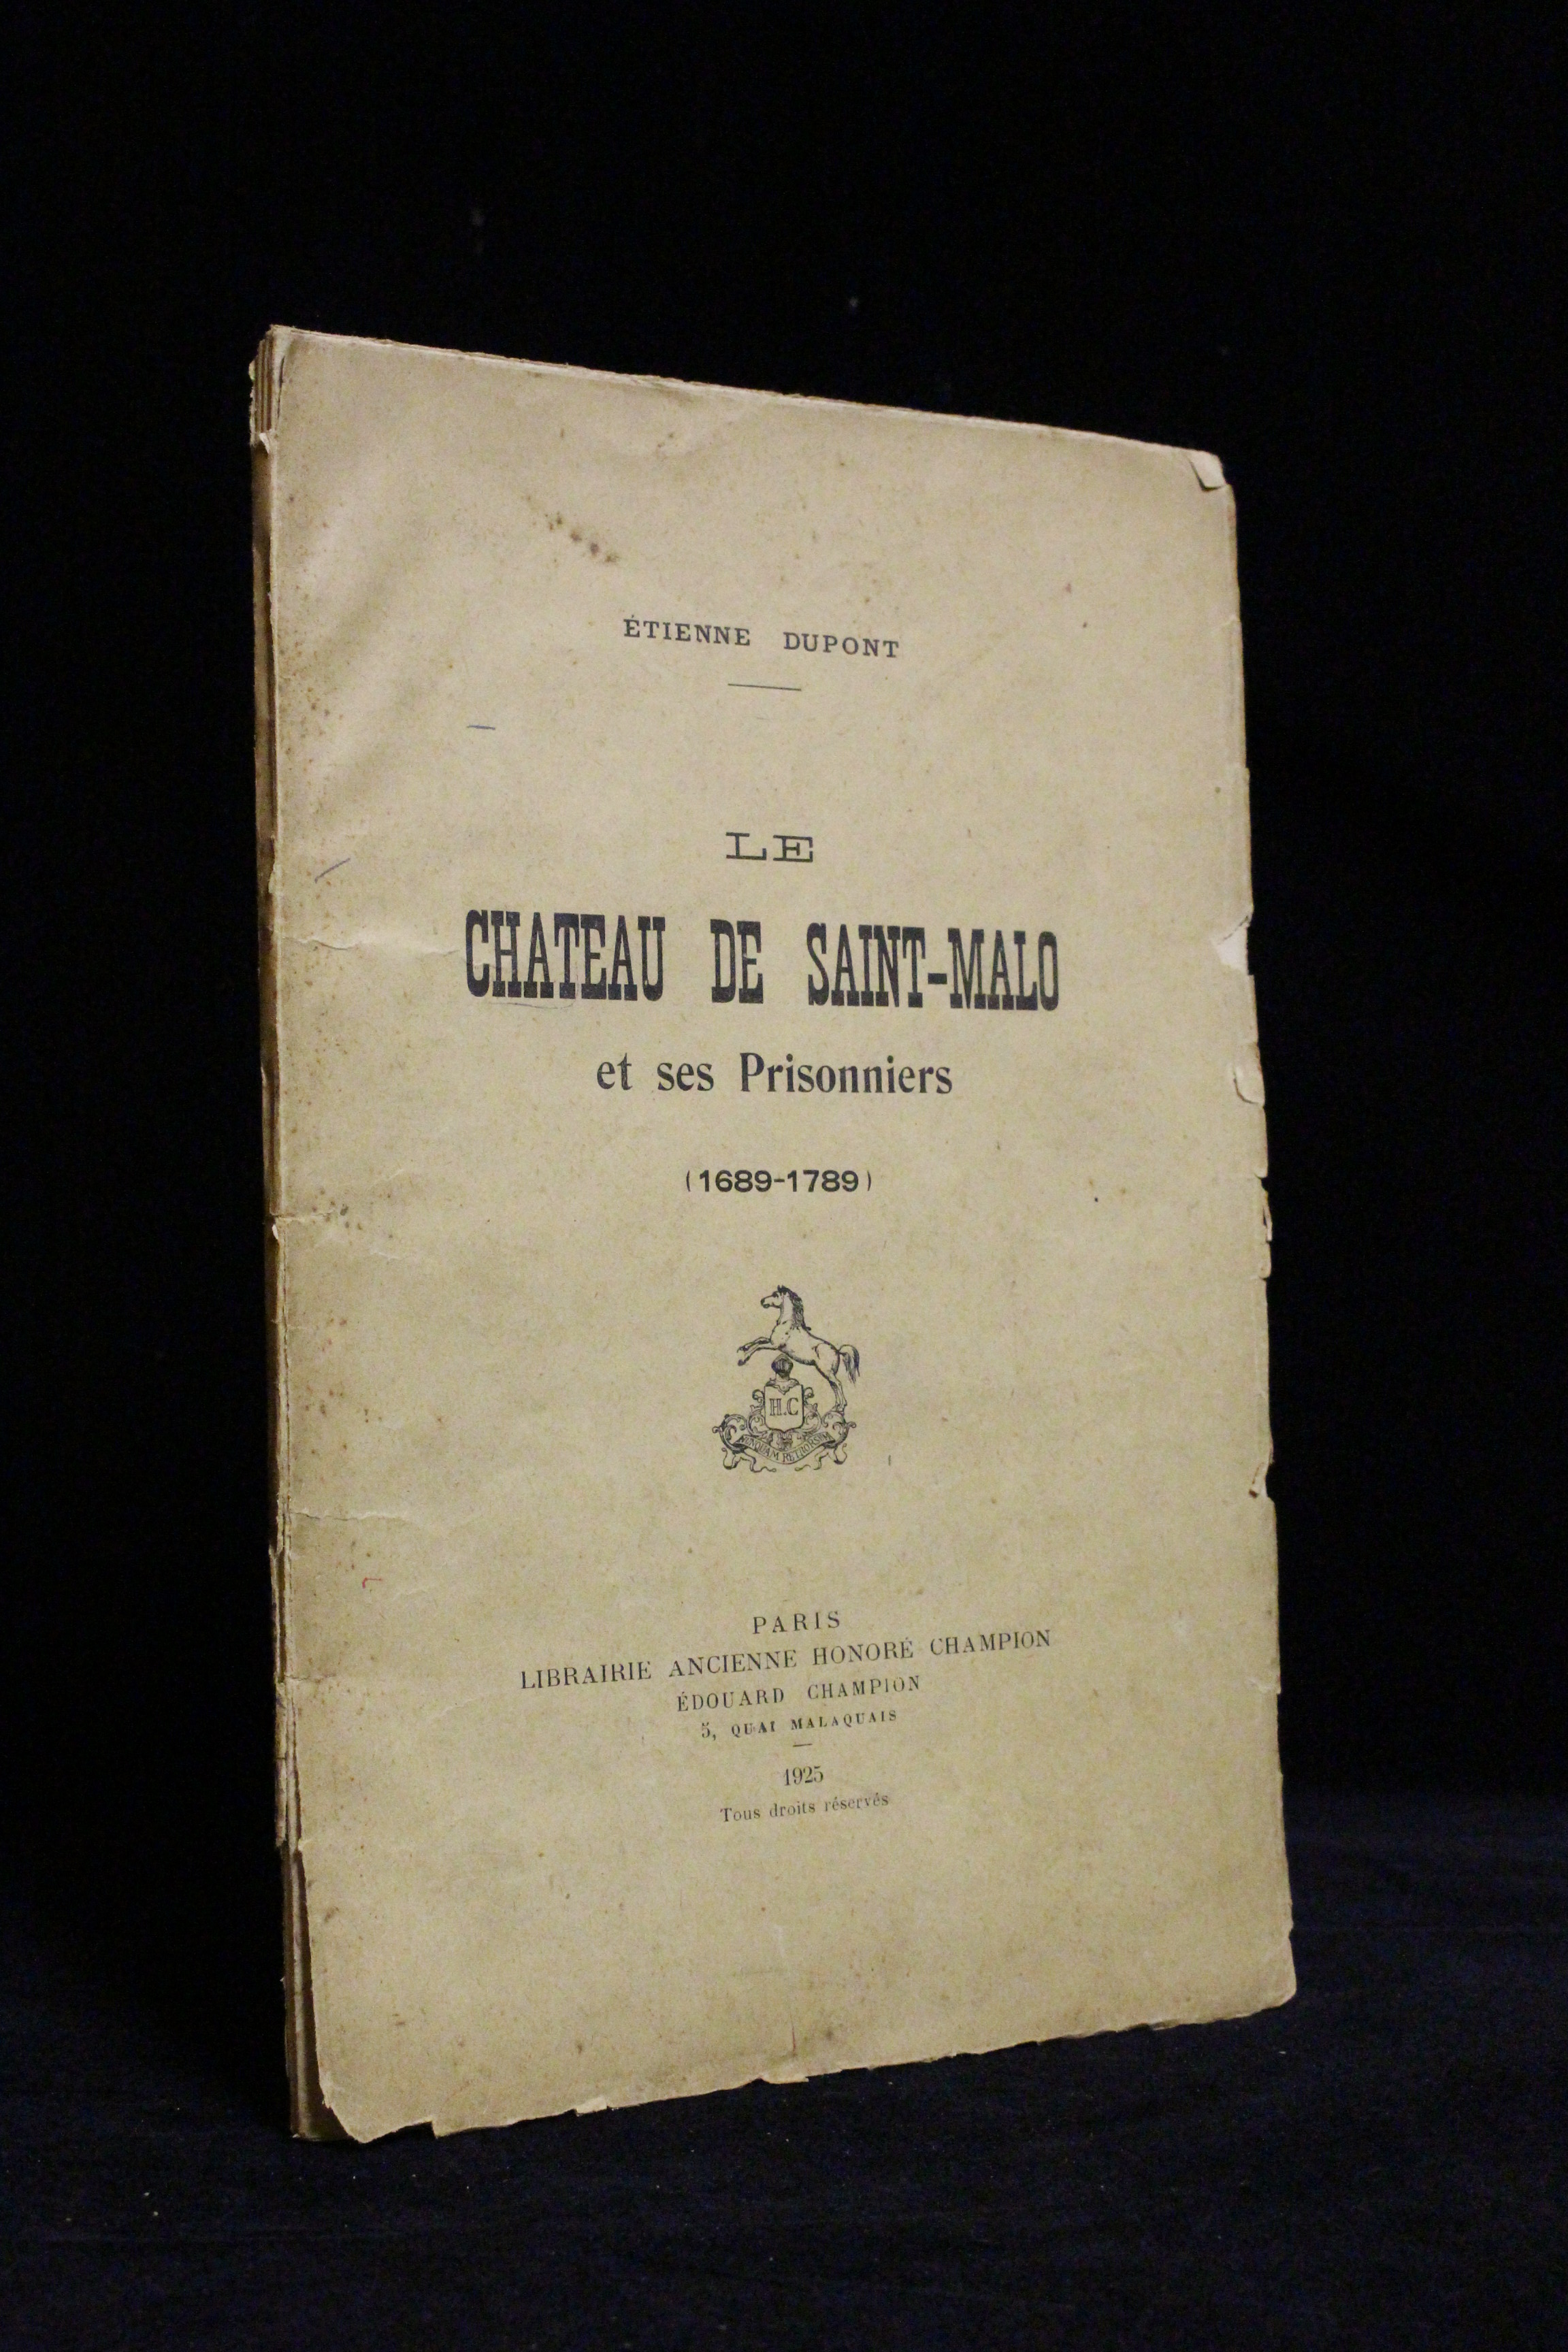 ÉTIENNE DUPONT
LE
CHATEAU DE SAINT-MALO
et ses Prisonniers
(1689-1789)
H.C
PARIS
LIBRAIRIE ANCIENNE HONORÉ CHAMPION
ÉDOUARD CHAMPION
5, QUAI MALAQUAIS
1925
Tous droits réservés